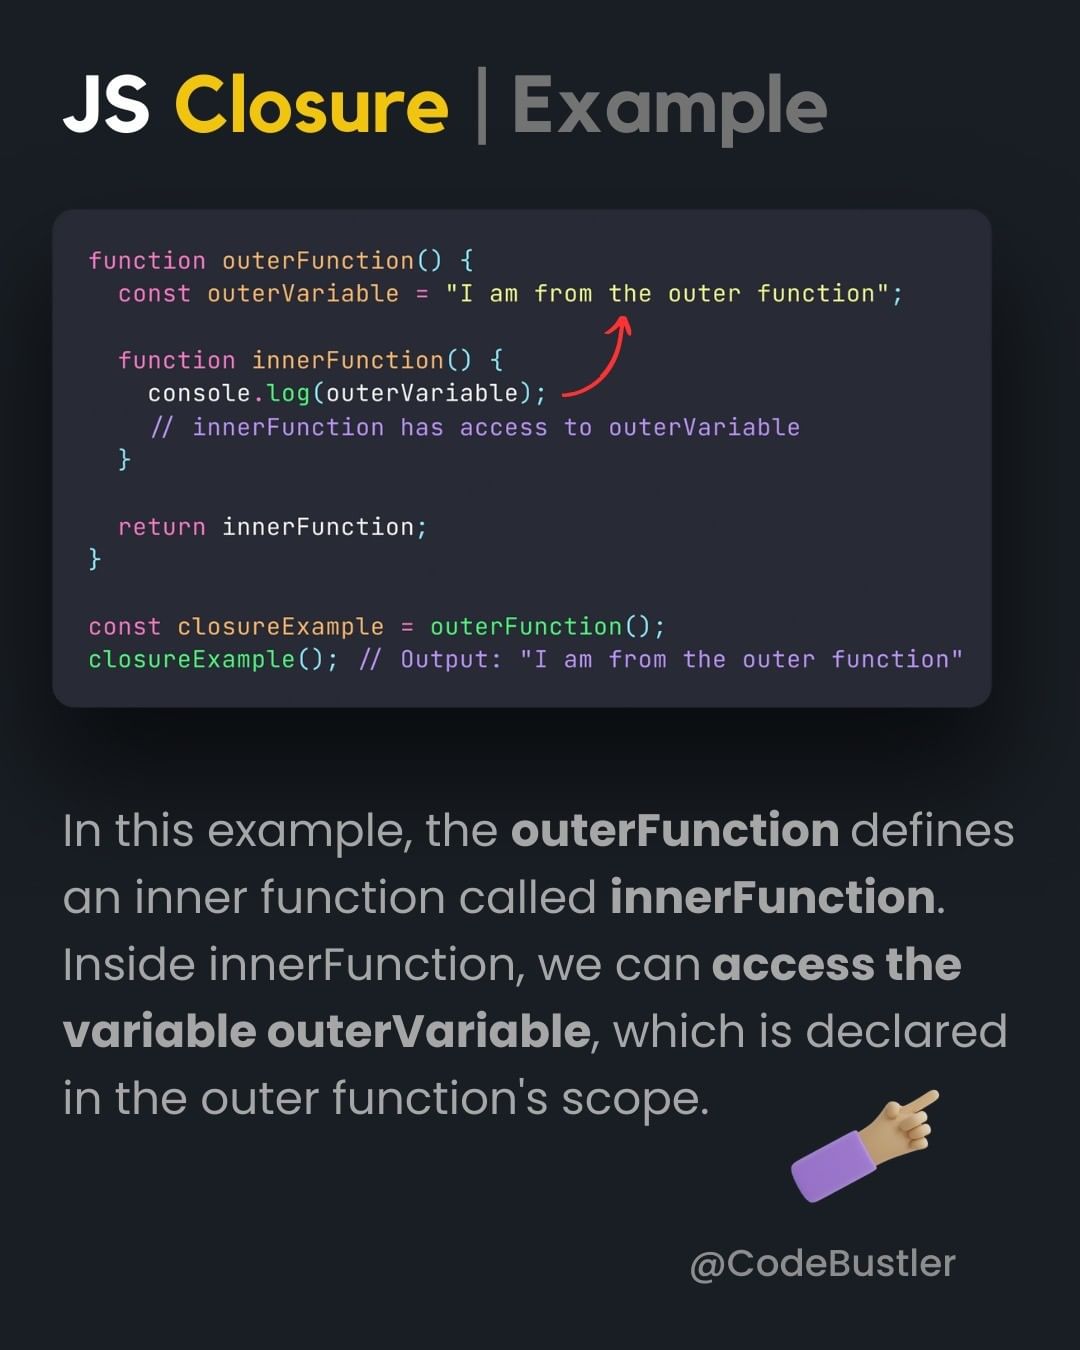 JS Closure | Example
function outerFunction() {
  const outerVariable = "I am from the outer function";
  function innerFunction() {
    console.log(outerVariable);
    // innerFunction has access to outerVariable
  }
  return innerFunction;
}
const closureExample = outerFunction();
closureExample(); // Output: "I am from the outer function"
In this example, the outerFunction defines
an inner function called innerFunction.
Inside innerFunction, we can access the
variable outerVariable, which is declared
in the outer function's scope.
@CodeBustler